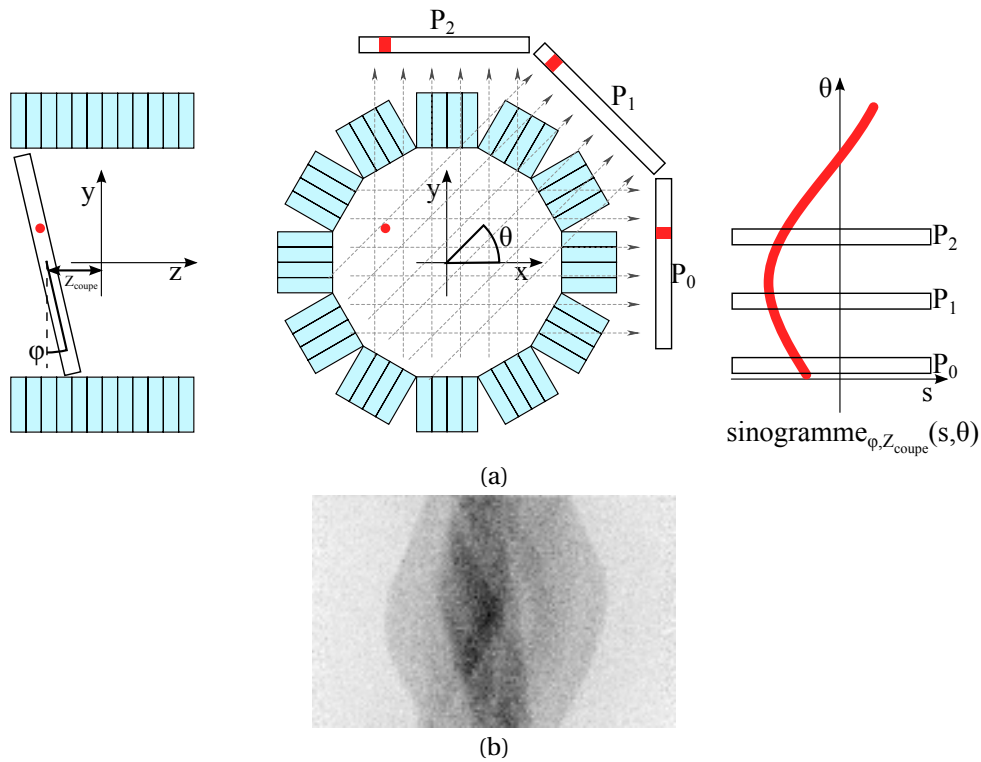 y
z
Z_coupe
φ
P₂
P₁
y
θ
x
P₀
θ
P₂
P₁
P₀
s
sinogramme_φ,Z_coupe(s,θ)
(a)
(b)